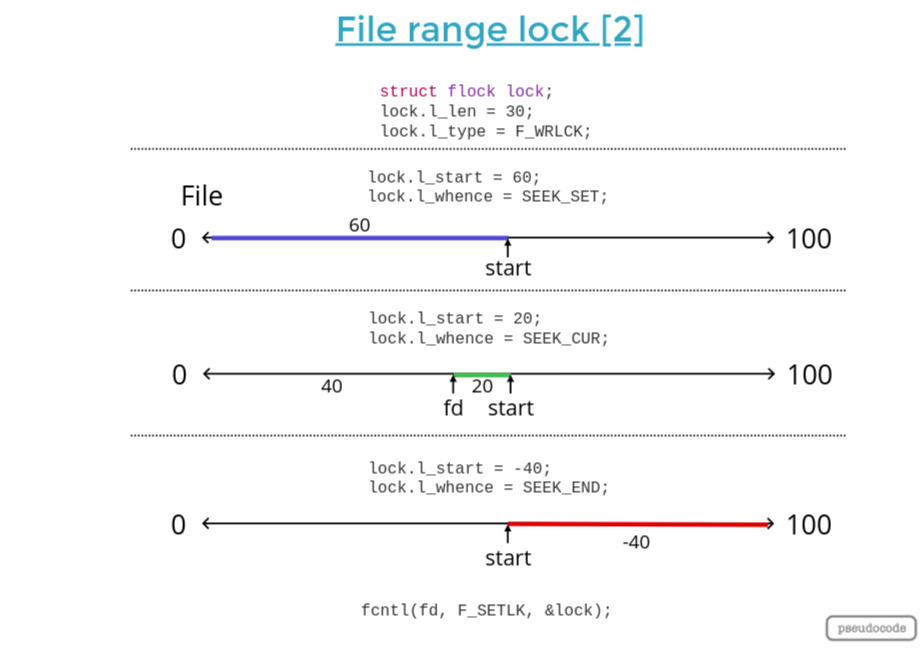 File range lock [2]
struct flock lock;
lock.l_len = 30;
lock.l_type = F_WRLCK;
lock.l_start = 60;
lock.l_whence = SEEK_SET;
File
60
0
100
start
lock.l_start = 20;
lock.l_whence = SEEK_CUR;
0
100
40
20
fd
start
lock.l_start = -40;
lock.l_whence = SEEK_END;
0
100
-40
start
fcntl(fd, F_SETLK, &lock);
pseudocode